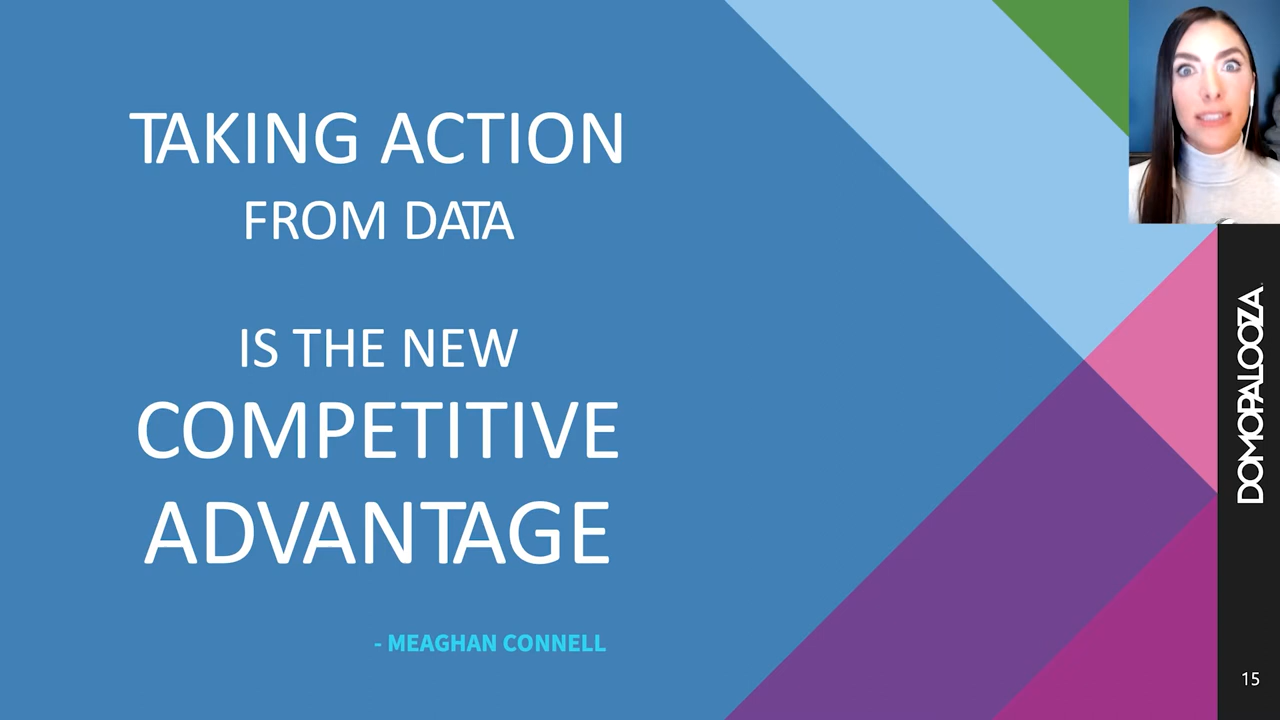 TAKING ACTION
FROM DATA
IS THE NEW
COMPETITIVE
ADVANTAGE
- MEAGHAN CONNELL
DOMOPALOOZA
15